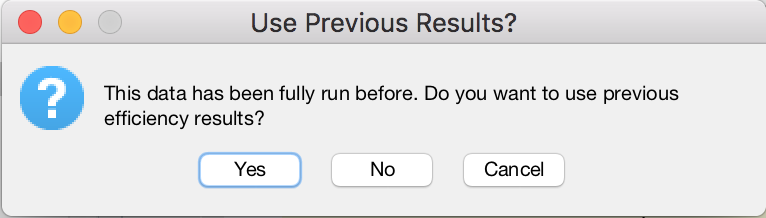 Use Previous Results?
This data has been fully run before. Do you want to use previous
efficiency results?
Yes No Cancel